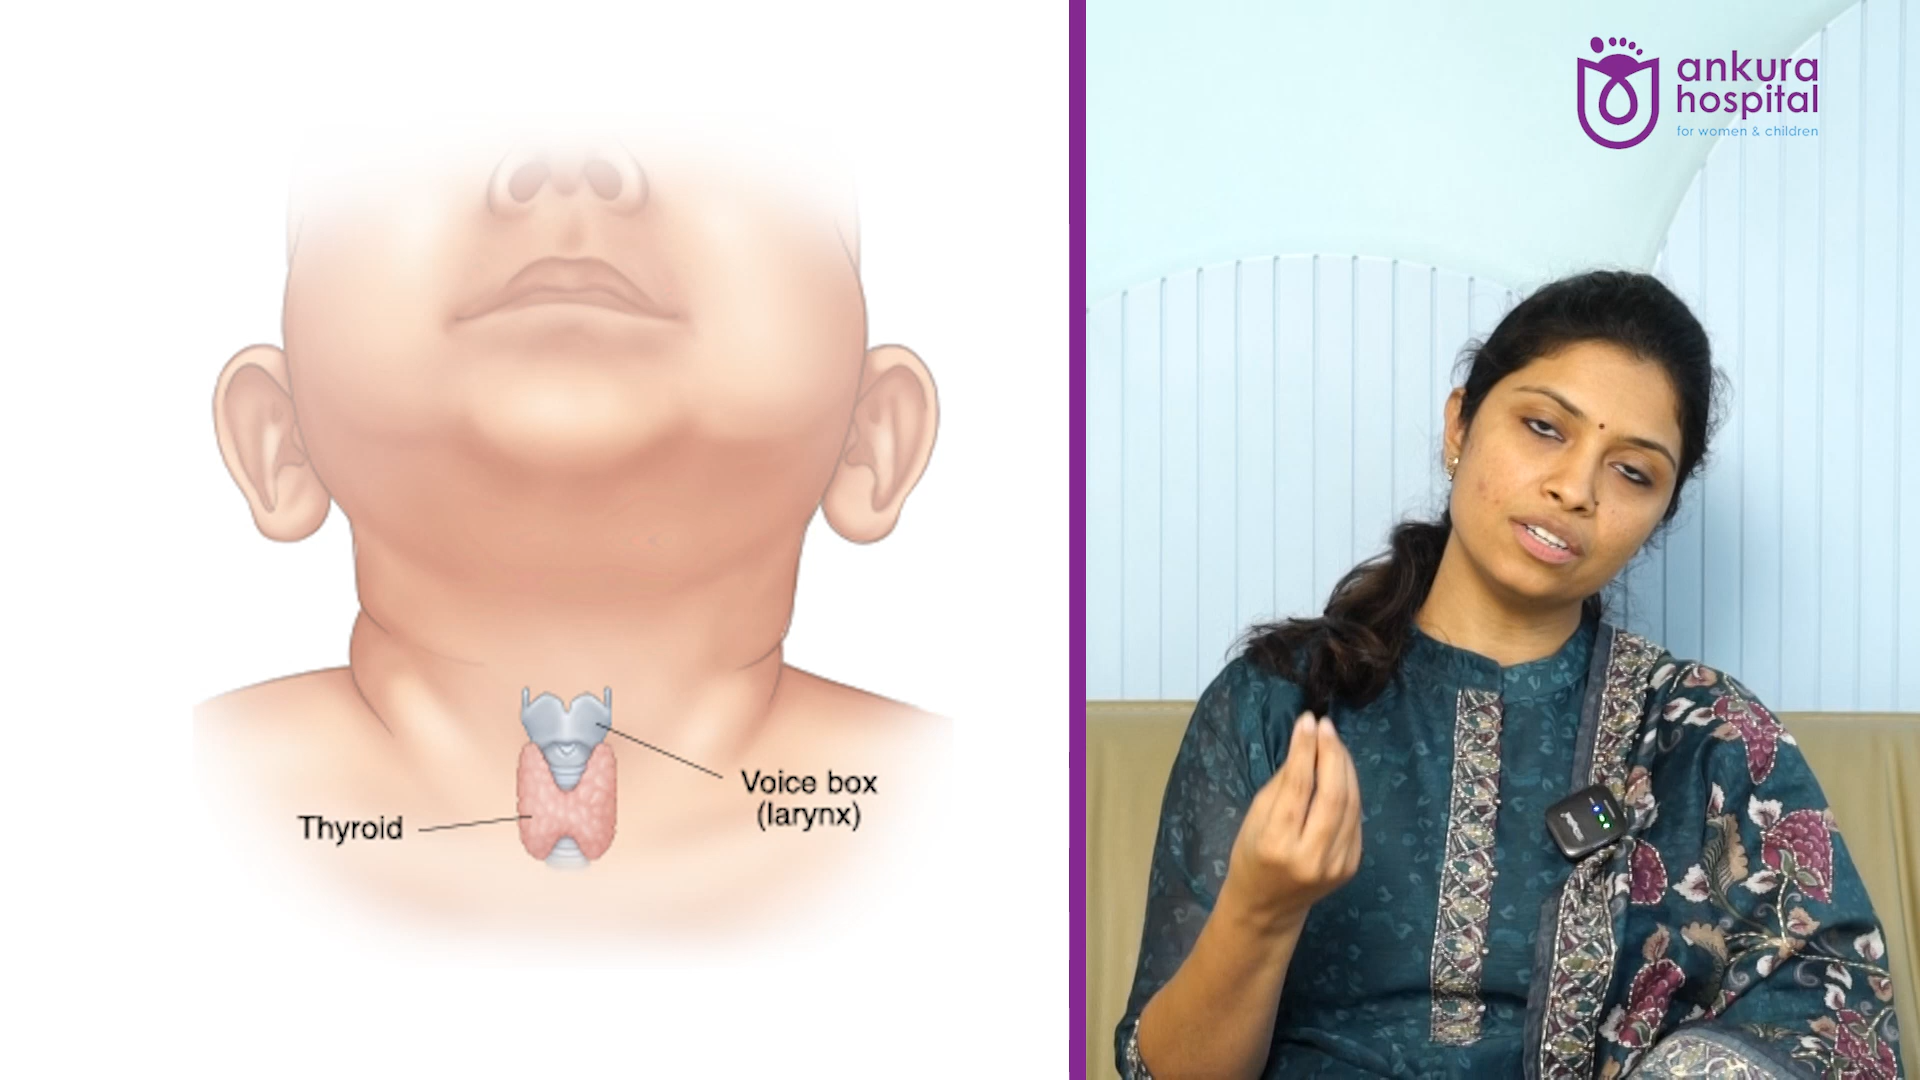 ankura
hospital
for women & children
Voice box
(larynx)
Thyroid